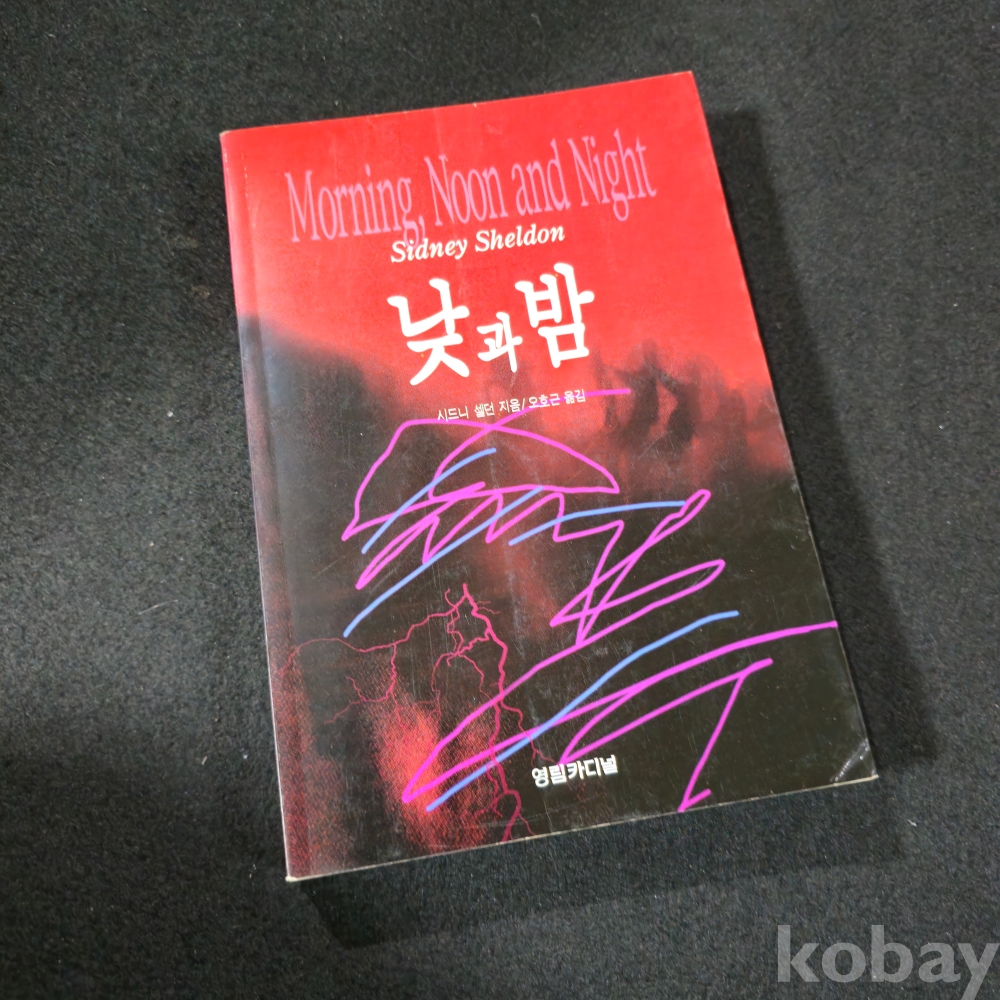 Morning, Noon and Night
Sidney Sheldon
낮과밤
시드니 셀던 지음/오호근 옮김
영림카디널
kobay